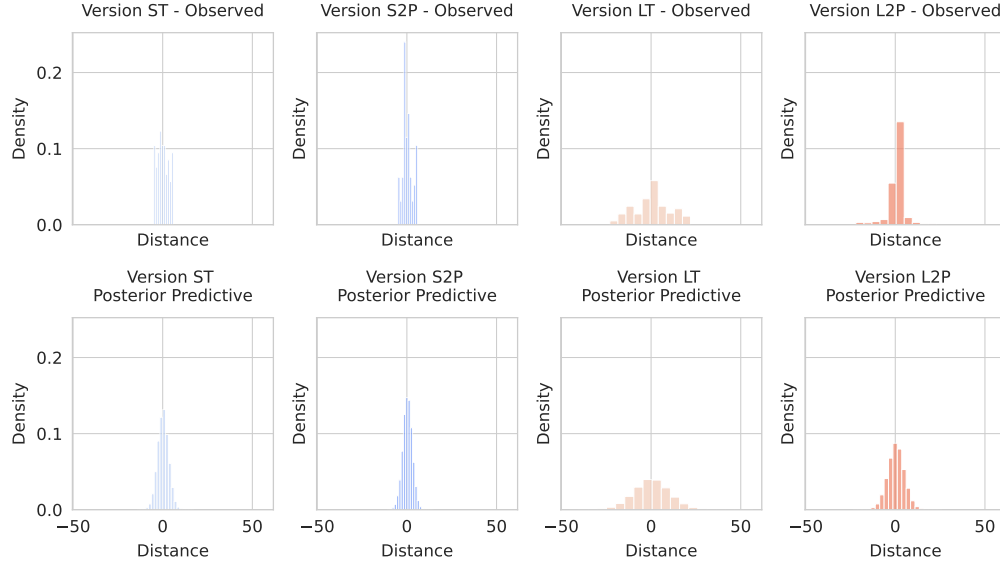 Version ST - Observed
Version S2P - Observed
Version LT - Observed
Version L2P - Observed
Density
0.2
0.1
0.0
Density
Density
Density
Distance
Distance
Distance
Distance
Version ST
Posterior Predictive
Version S2P
Posterior Predictive
Version LT
Posterior Predictive
Version L2P
Posterior Predictive
Density
0.2
0.1
0.0
Density
Density
Density
−50
0
50
0
50
0
50
−50
0
50
−50
Distance
Distance
Distance
Distance